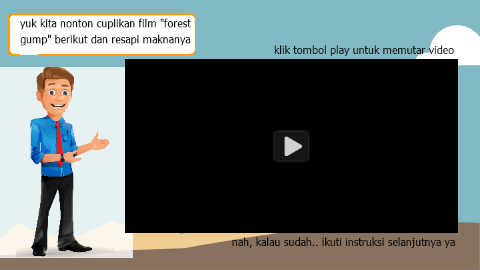 yuk kita nonton cuplikan film "forest
gump" berikut dan resapi maknanya
klik tombol play untuk memutar video
nah, kalau sudah.. ikuti instruksi selanjutnya ya